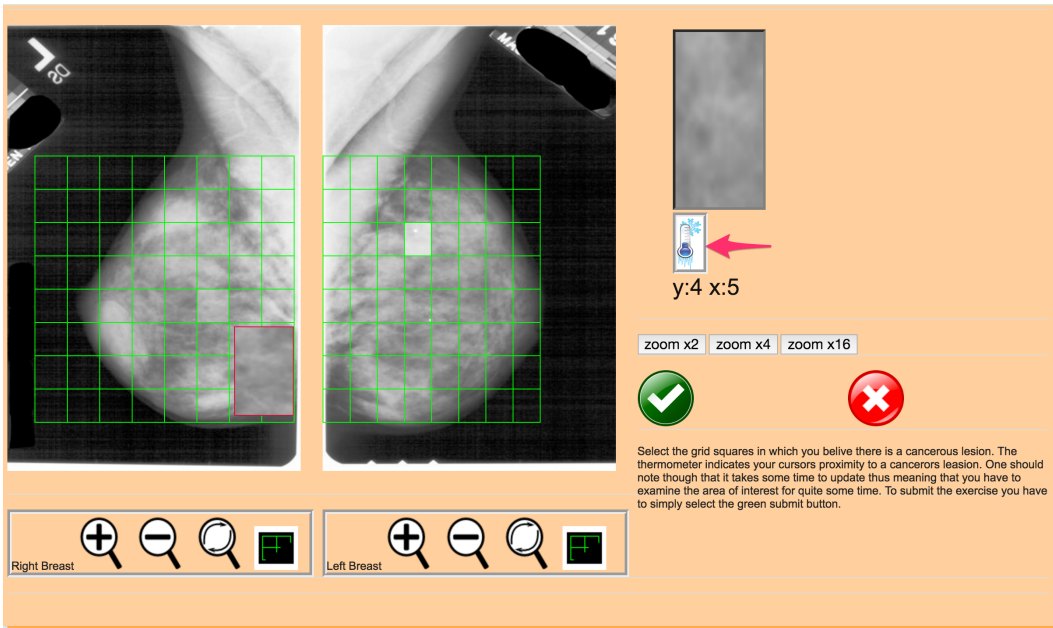 L
y:4 x:5
zoom x2 zoom x4 zoom x16
Select the grid squares in which you belive there is a cancerous lesion. The
thermometer indicates your cursors proximity to a cancerors leasion. One should
note though that it takes some time to update thus meaning that you have to
examine the area of interest for quite some time. To submit the exercise you have
to simply select the green submit button.
Right Breast
Left Breast